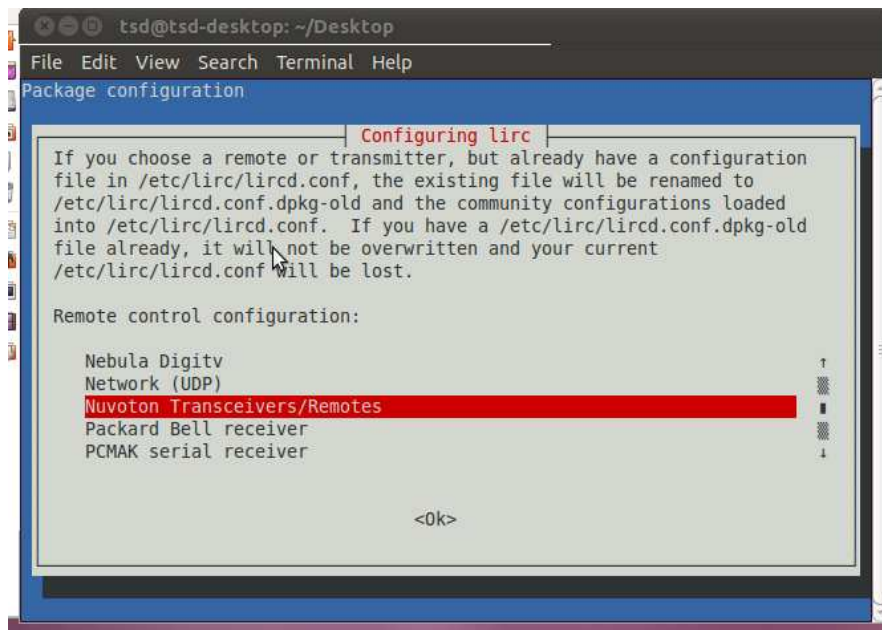 tsd@tsd-desktop: ~/Desktop
File Edit View Search Terminal Help
Package configuration
Configuring lirc
If you choose a remote or transmitter, but already have a configuration
file in /etc/lirc/lircd.conf, the existing file will be renamed to
/etc/lirc/lircd.conf.dpkg-old and the community configurations loaded
into /etc/lirc/lircd.conf.  If you have a /etc/lirc/lircd.conf.dpkg-old
file already, it will not be overwritten and your current
/etc/lirc/lircd.conf will be lost.
Remote control configuration:
Nebula Digitv
Network (UDP)
Nuvoton Transceivers/Remotes
Packard Bell receiver
PCMAK serial receiver
<Ok>